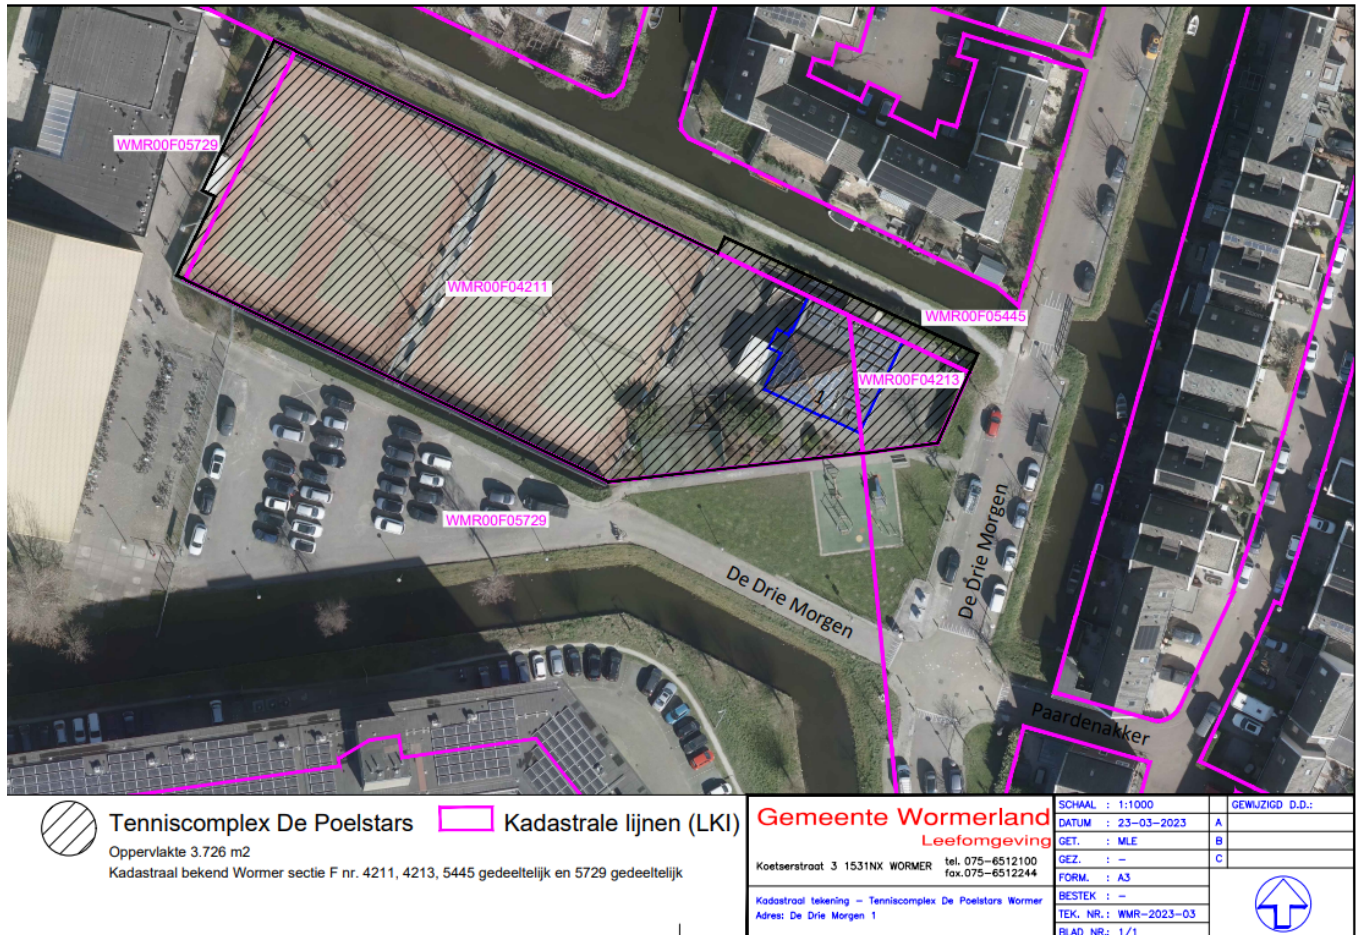 WMR00F05729
WMR00F04211
WMR00F05445
WMR00F04213
1
WMR00F05729
De Drie Morgen
De Drie Morgen
Paardenakker
Tenniscomplex De Poelstars
Oppervlakte 3.726 m2
Kadastraal bekend Wormer sectie F nr. 4211, 4213, 5445 gedeeltelijk en 5729 gedeeltelijk
Kadastrale lijnen (LKI)
Gemeente Wormerland
Leefomgeving
Koetserstraat 3 1531NX WORMER
tel. 075-6512100
fax.075-6512244
Kadastraal tekening - Tenniscomplex De Poelstars Wormer
Adres: De Drie Morgen 1
SCHAAL : 1:1000
DATUM : 23-03-2023
GET. : MLE
GEZ. : -
FORM. : A3
BESTEK : -
TEK. NR.: WMR-2023-03
BLAD NR.: 1/1
GEWIJZIGD D.D.:
A
B
C